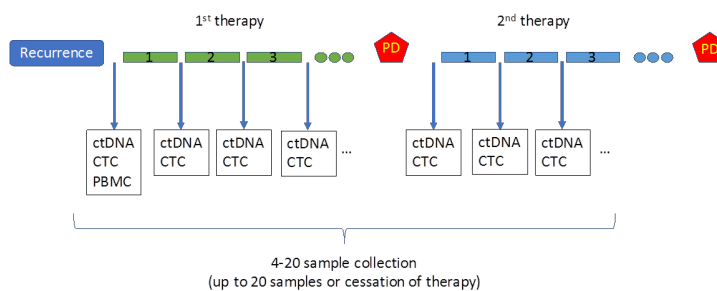 1st therapy
2nd therapy
Recurrence
1
2
3
PD
1
2
3
PD
ctDNA
CTC
PBMC
ctDNA
CTC
ctDNA
CTC
ctDNA
CTC
...
ctDNA
CTC
ctDNA
CTC
ctDNA
CTC
...
4-20 sample collection
(up to 20 samples or cessation of therapy)